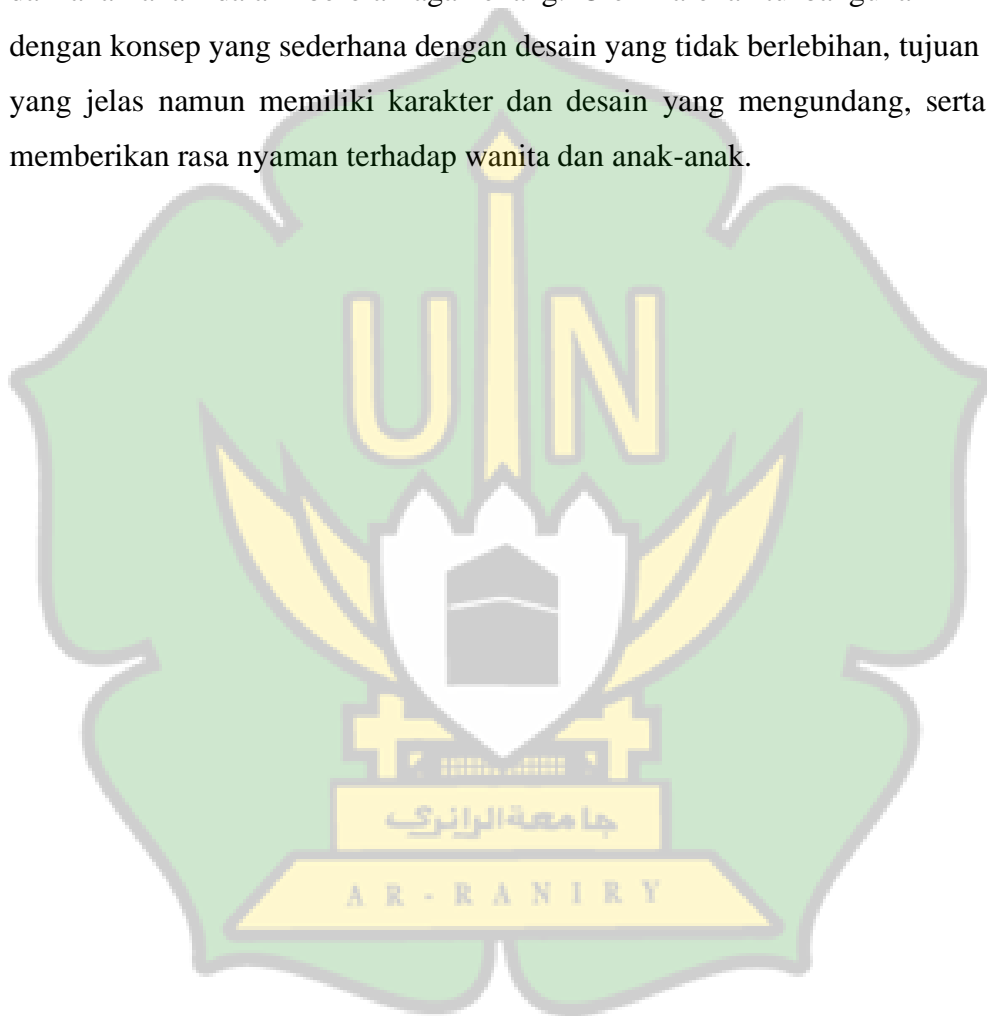 dengan konsep yang sederhana dengan desain yang tidak berlebihan, tujuan
yang jelas namun memiliki karakter dan desain yang mengundang, serta
memberikan rasa nyaman terhadap wanita dan anak-anak.
UIN
جامعة الرانري
AR-RANIRY